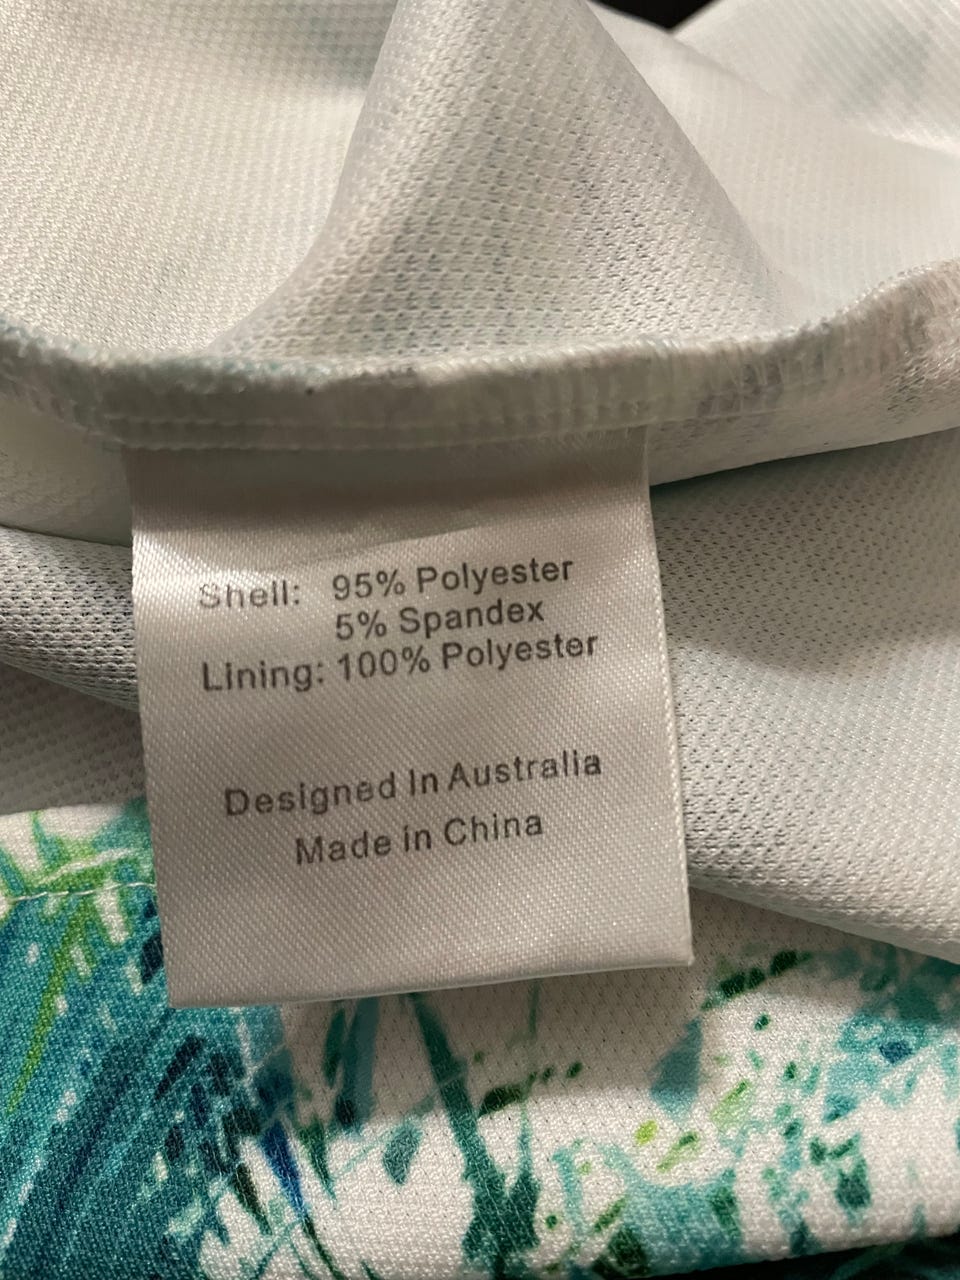 Shell: 95% Polyester
5% Spandex
Lining: 100% Polyester
Designed In Australia
Made in China